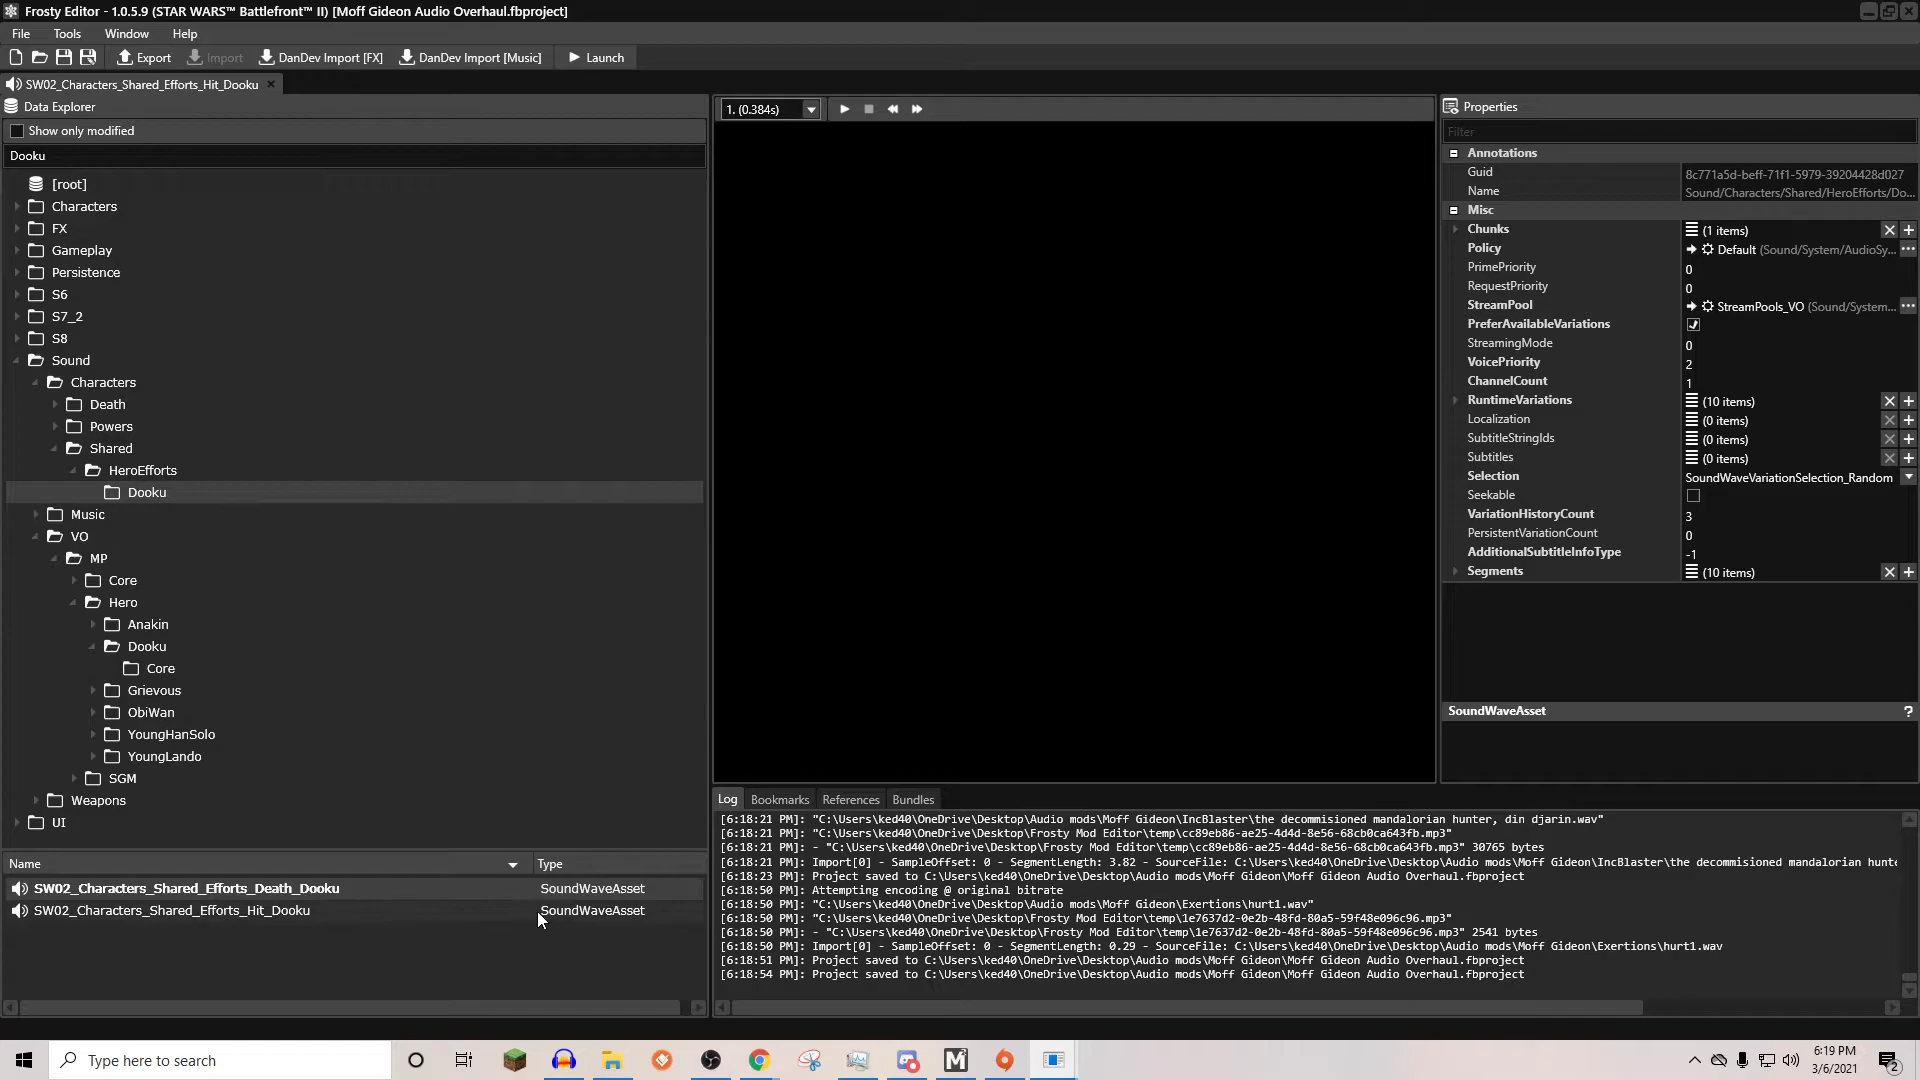 Frosty Editor - 1.0.5.9 (STAR WARS™ Battlefront™ II) [Moff Gideon Audio Overhaul.fbproject]
File Tools Window Help
Export Import DanDev Import [FX] DanDev Import [Music] Launch
SW02_Characters_Shared_Efforts_Hit_Dooku
Data Explorer
Show only modified
Dooku
[root]
Characters
FX
Gameplay
Persistence
S6
S7_2
S8
Sound
Characters
Death
Powers
Shared
HeroEfforts
Dooku
Music
VO
MP
Core
Hero
Anakin
Dooku
Core
Grievous
ObiWan
YoungHanSolo
YoungLando
SGM
Weapons
UI
Name Type
SW02_Characters_Shared_Efforts_Death_Dooku SoundWaveAsset
SW02_Characters_Shared_Efforts_Hit_Dooku SoundWaveAsset
1. (0.384s)
Log Bookmarks References Bundles
[6:18:21 PM]: "C:\Users\ked40\OneDrive\Desktop\Audio mods\Moff Gideon\IncBlaster\the decommisioned mandalorian hunter, din djarin.wav"
[6:18:21 PM]: "C:\Users\ked40\OneDrive\Desktop\Frosty Mod Editor\temp\cc89eb86-ae25-4d4d-8e56-68cb0ca643fb.mp3"
[6:18:21 PM]: - "C:\Users\ked40\OneDrive\Desktop\Frosty Mod Editor\temp\cc89eb86-ae25-4d4d-8e56-68cb0ca643fb.mp3" 30765 bytes
[6:18:21 PM]: Import[0] - SampleOffset: 0 - SegmentLength: 3.82 - SourceFile: C:\Users\ked40\OneDrive\Desktop\Audio mods\Moff Gideon\IncBlaster\the decommisioned mandalorian hunte
[6:18:23 PM]: Project saved to C:\Users\ked40\OneDrive\Desktop\Audio mods\Moff Gideon\Moff Gideon Audio Overhaul.fbproject
[6:18:50 PM]: Attempting encoding @ original bitrate
[6:18:50 PM]: "C:\Users\ked40\OneDrive\Desktop\Audio mods\Moff Gideon\Exertions\hurt1.wav"
[6:18:50 PM]: "C:\Users\ked40\OneDrive\Desktop\Frosty Mod Editor\temp\1e7637d2-0e2b-48fd-80a5-59f48e096c96.mp3"
[6:18:50 PM]: - "C:\Users\ked40\OneDrive\Desktop\Frosty Mod Editor\temp\1e7637d2-0e2b-48fd-80a5-59f48e096c96.mp3" 2541 bytes
[6:18:50 PM]: Import[0] - SampleOffset: 0 - SegmentLength: 0.29 - SourceFile: C:\Users\ked40\OneDrive\Desktop\Audio mods\Moff Gideon\Exertions\hurt1.wav
[6:18:51 PM]: Project saved to C:\Users\ked40\OneDrive\Desktop\Audio mods\Moff Gideon\Moff Gideon Audio Overhaul.fbproject
[6:18:54 PM]: Project saved to C:\Users\ked40\OneDrive\Desktop\Audio mods\Moff Gideon\Moff Gideon Audio Overhaul.fbproject
Properties
Filter
Annotations
Guid 8c771a5d-beff-71f1-5979-39204428d027
Name Sound/Characters/Shared/HeroEfforts/Do...
Misc
Chunks (1 items)
Policy Default (Sound/System/AudioSy...
PrimePriority 0
RequestPriority 0
StreamPool StreamPools_VO (Sound/System...
PreferAvailableVariations
StreamingMode 0
VoicePriority 2
ChannelCount 1
RuntimeVariations (10 items)
Localization (0 items)
SubtitleStringIds (0 items)
Subtitles (0 items)
Selection SoundWaveVariationSelection_Random
Seekable
VariationHistoryCount 3
PersistentVariationCount 0
AdditionalSubtitleInfoType -1
Segments (10 items)
SoundWaveAsset ?
Type here to search
6:19 PM
3/6/2021
2